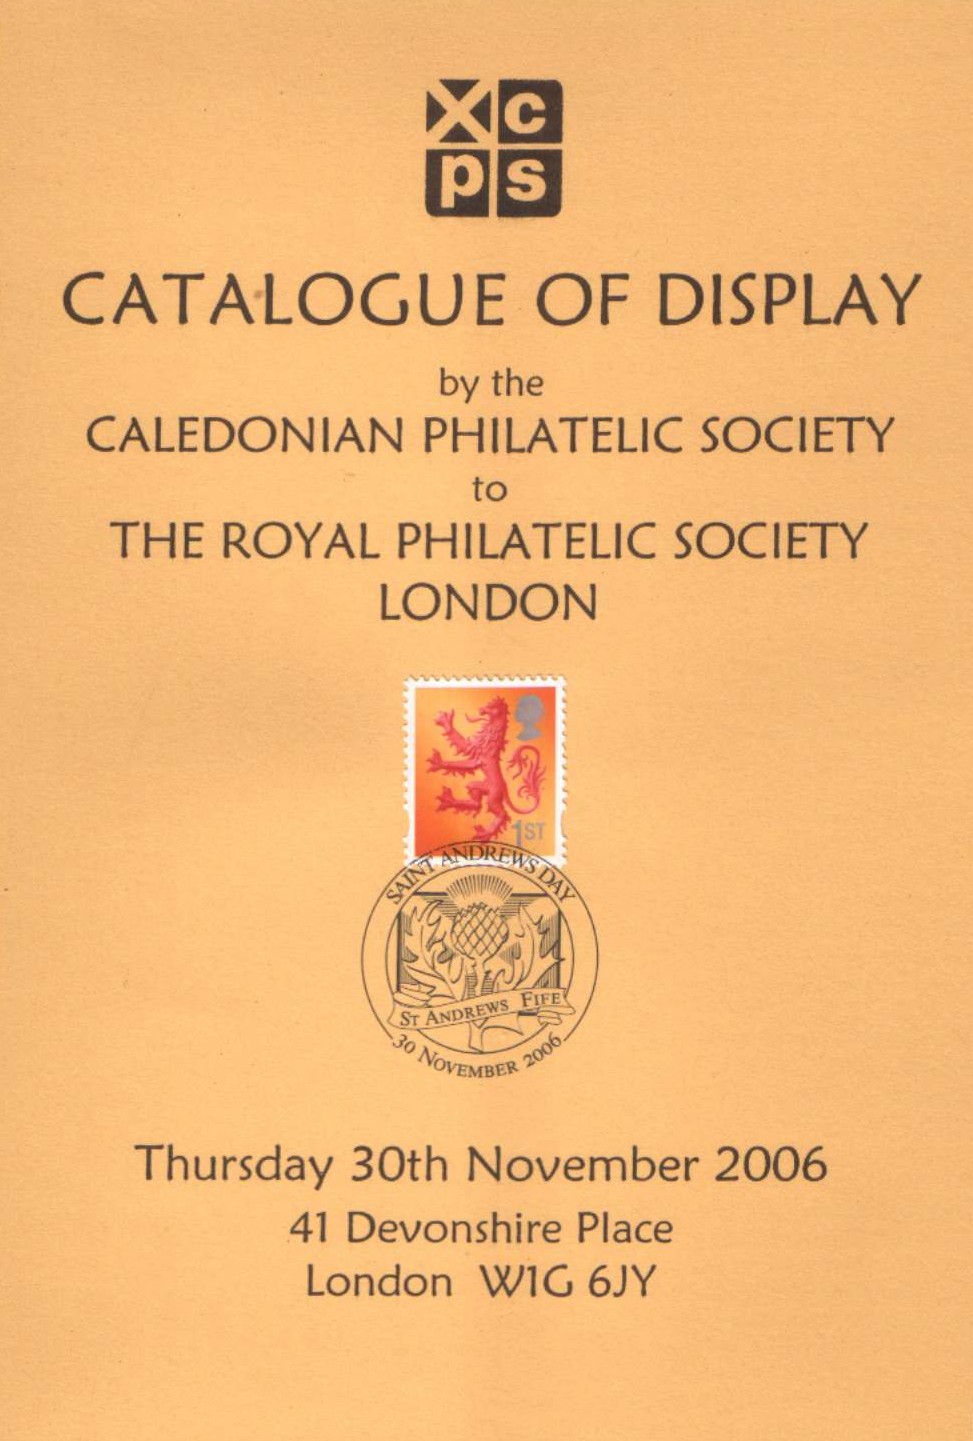 X c
p s
CATALOGUE OF DISPLAY
by the
CALEDONIAN PHILATELIC SOCIETY
to
THE ROYAL PHILATELIC SOCIETY
LONDON
1ST
SAINT ANDREWS DAY
ST ANDREWS FIFE
30 NOVEMBER 2006
Thursday 30th November 2006
41 Devonshire Place
London W1G 6JY